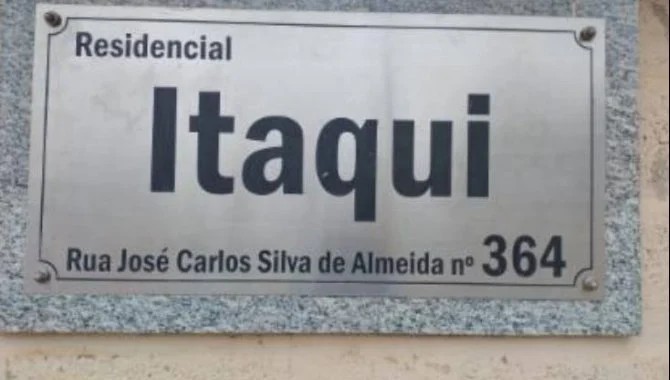 Residencial
Itaqui
Rua José Carlos Silva de Almeida nº 364